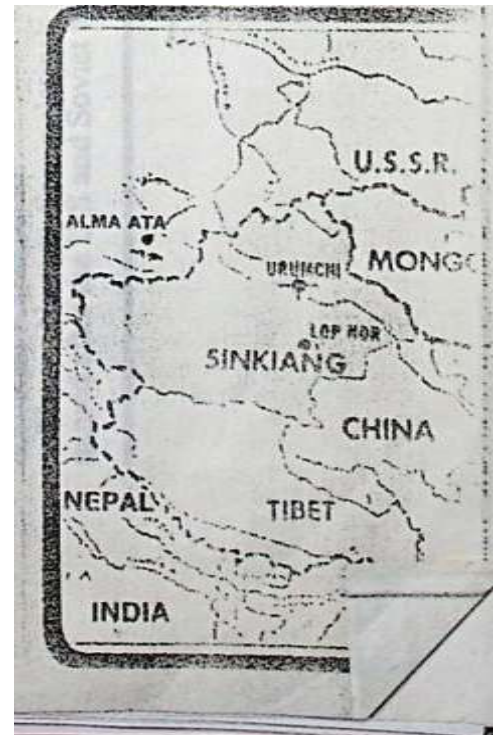 U.S.S.R.
ALMA ATA
URUMCHI
MONGO
LOP NOR
SINKIANG
CHINA
NEPAL
TIBET
INDIA